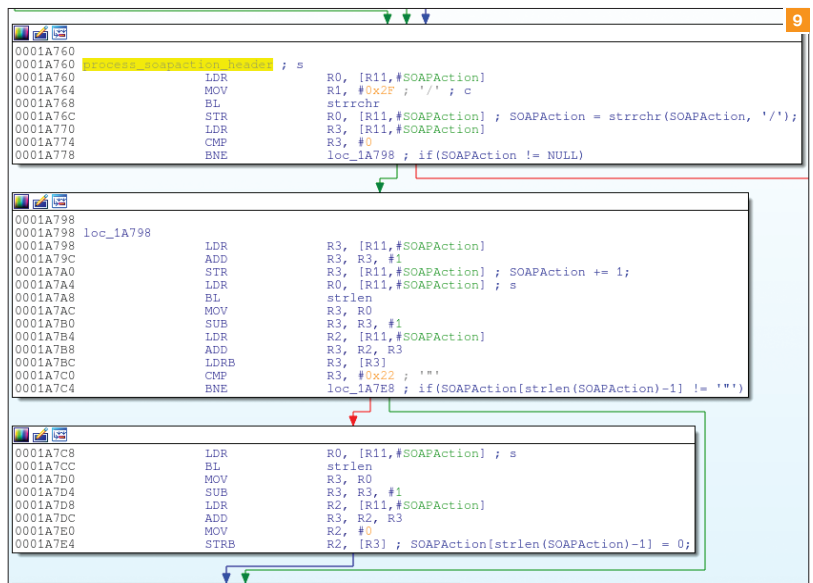 9
0001A760
0001A760 process_soapaction_header ; s
0001A760 LDR R0, [R11,#SOAPAction]
0001A764 MOV R1, #0x2F ; '/' ; c
0001A768 BL strrchr
0001A76C STR R0, [R11,#SOAPAction] ; SOAPAction = strrchr(SOAPAction, '/');
0001A770 LDR R3, [R11,#SOAPAction]
0001A774 CMP R3, #0
0001A778 BNE loc_1A798 ; if(SOAPAction != NULL)
0001A798
0001A798 loc_1A798
0001A798 LDR R3, [R11,#SOAPAction]
0001A79C ADD R3, R3, #1
0001A7A0 STR R3, [R11,#SOAPAction] ; SOAPAction += 1;
0001A7A4 LDR R0, [R11,#SOAPAction] ; s
0001A7A8 BL strlen
0001A7AC MOV R3, R0
0001A7B0 SUB R3, R3, #1
0001A7B4 LDR R2, [R11,#SOAPAction]
0001A7B8 ADD R3, R2, R3
0001A7BC LDRB R3, [R3]
0001A7C0 CMP R3, #0x22 ; '"'
0001A7C4 BNE loc_1A7E8 ; if(SOAPAction[strlen(SOAPAction)-1] != '"')
0001A7C8 LDR R0, [R11,#SOAPAction] ; s
0001A7CC BL strlen
0001A7D0 MOV R3, R0
0001A7D4 SUB R3, R3, #1
0001A7D8 LDR R2, [R11,#SOAPAction]
0001A7DC ADD R3, R2, R3
0001A7E0 MOV R2, #0
0001A7E4 STRB R2, [R3] ; SOAPAction[strlen(SOAPAction)-1] = 0;